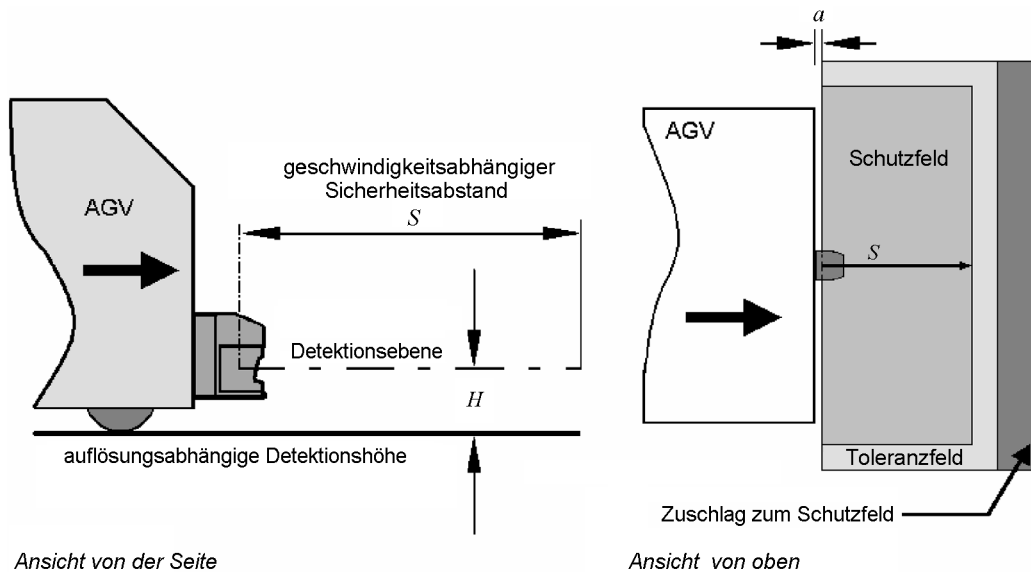 AGV
geschwindigkeitsabhängiger
Sicherheitsabstand
S
Detektionsebene
H
auflösungsabhängige Detektionshöhe
Ansicht von der Seite
a
AGV
Schutzfeld
S
Toleranzfeld
Zuschlag zum Schutzfeld
Ansicht von oben